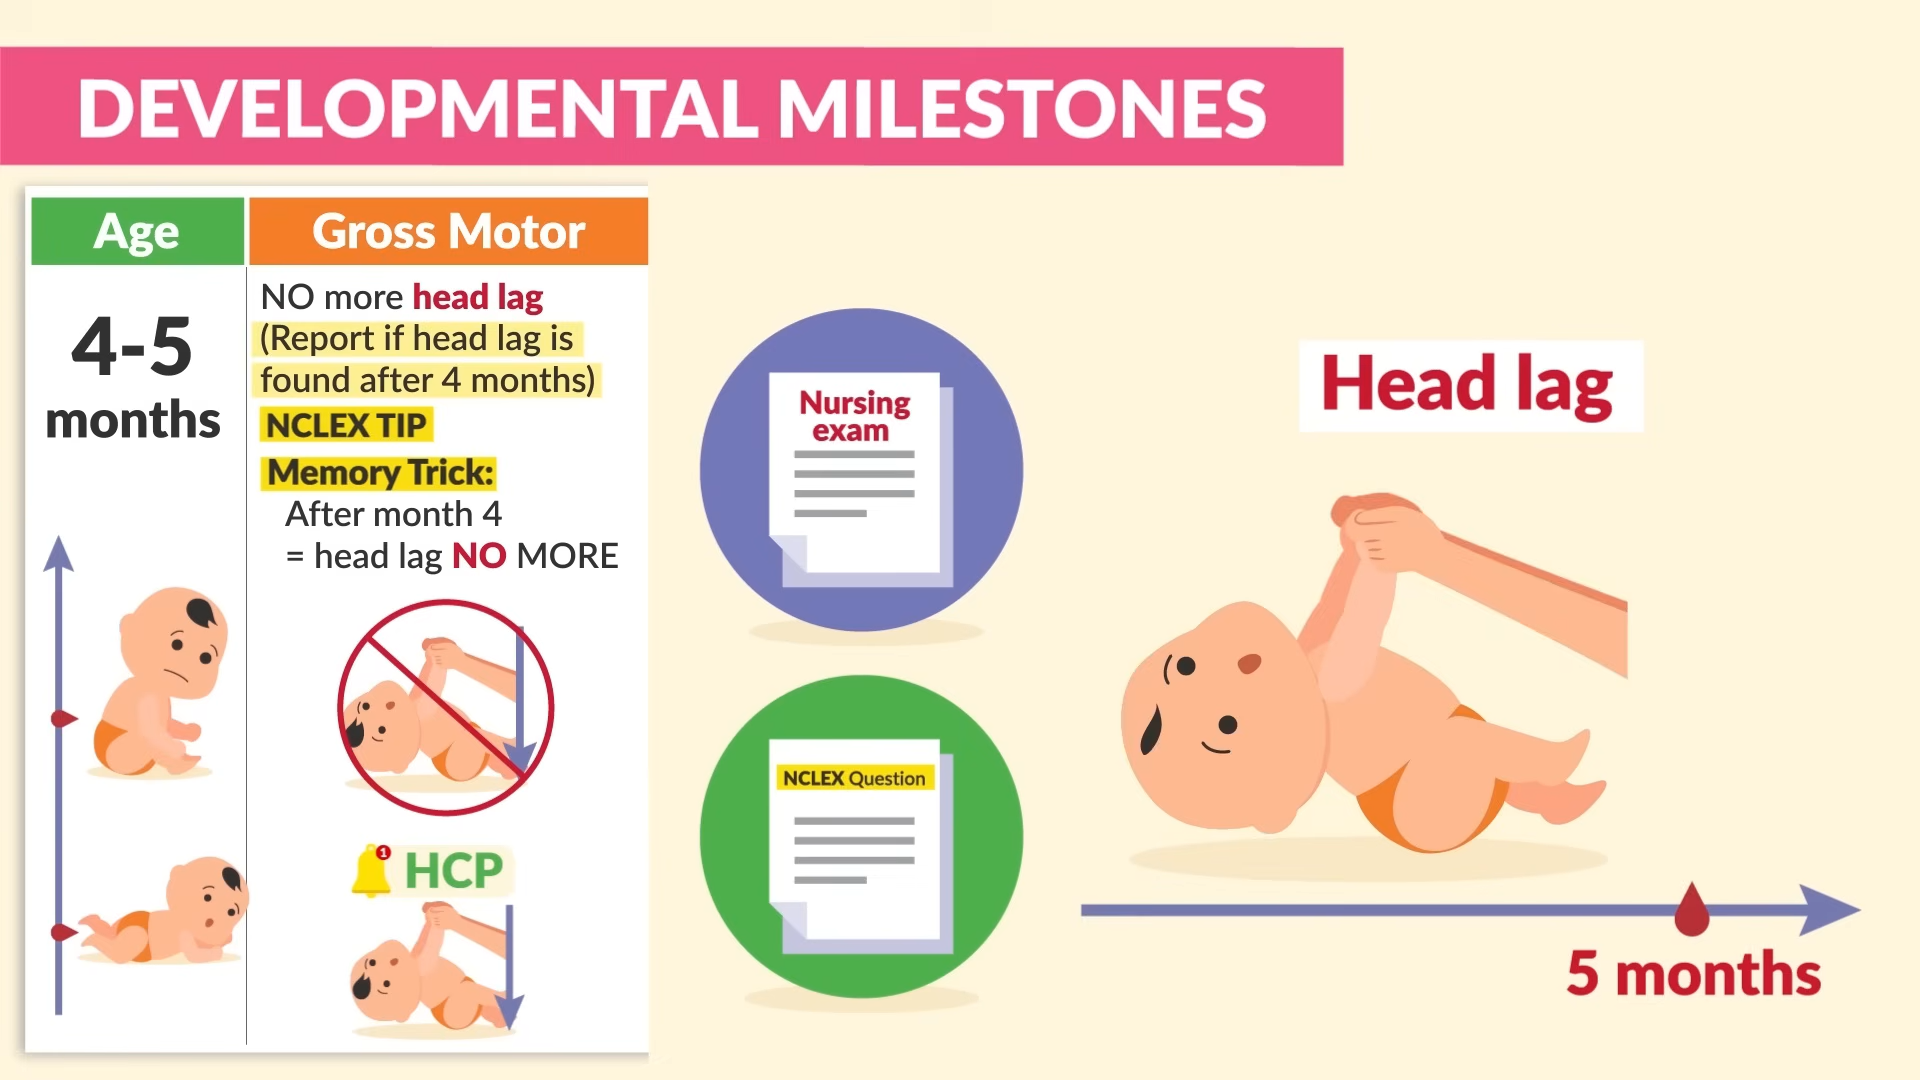 DEVELOPMENTAL MILESTONES
Age
Gross Motor
4-5
months
NO more head lag
(Report if head lag is
found after 4 months)
NCLEX TIP
Memory Trick:
After month 4
= head lag NO MORE
1
HCP
Nursing
exam
NCLEX Question
Head lag
5 months